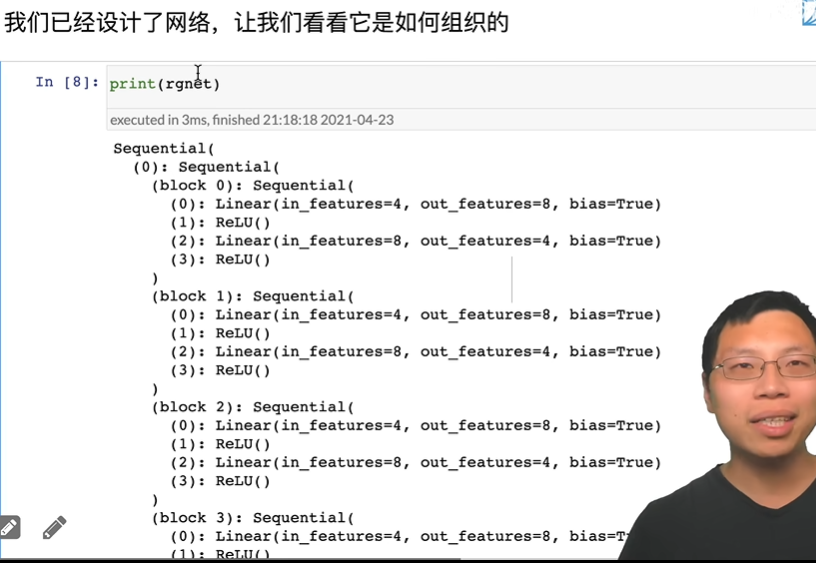 我们已经设计了网络，让我们看看它是如何组织的
In [8]: print(rgnet)
executed in 3ms, finished 21:18:18 2021-04-23
Sequential(
  (0): Sequential(
    (block 0): Sequential(
      (0): Linear(in_features=4, out_features=8, bias=True)
      (1): ReLU()
      (2): Linear(in_features=8, out_features=4, bias=True)
      (3): ReLU()
    )
    (block 1): Sequential(
      (0): Linear(in_features=4, out_features=8, bias=True)
      (1): ReLU()
      (2): Linear(in_features=8, out_features=4, bias=True)
      (3): ReLU()
    )
    (block 2): Sequential(
      (0): Linear(in_features=4, out_features=8, bias=True)
      (1): ReLU()
      (2): Linear(in_features=8, out_features=4, bias=True)
      (3): ReLU()
    )
    (block 3): Sequential(
      (0): Linear(in_features=4, out_features=8, bias=T
      (1): ReLU()